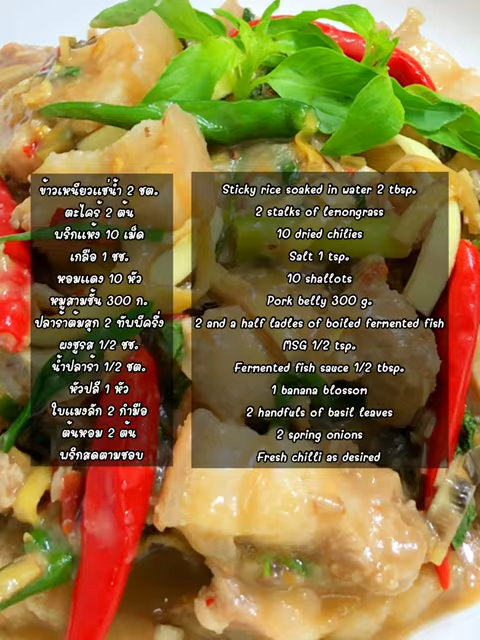 ข้าวเหนียวแช่น้ำ 2 ชต.
ตะไคร้ 2 ต้น
พริกแห้ง 10 เม็ด
เกลือ 1 ชช.
หอมแดง 10 หัว
หมูสามชั้น 300 ก.
ปลาร้าต้มสุก 2 ทัพพีครึ่ง
ผงชูรส 1/2 ชช.
น้ำปลาร้า 1/2 ชต.
หัวปลี 1 หัว
ใบแมงลัก 2 กำมือ
ต้นหอม 2 ต้น
พริกสดตามชอบ
Sticky rice soaked in water 2 tbsp.
2 stalks of lemongrass
10 dried chilies
Salt 1 tsp.
10 shallots
Pork belly 300 g.
2 and a half ladles of boiled fermented fish
MSG 1/2 tsp.
Fermented fish sauce 1/2 tbsp.
1 banana blossom
2 handfuls of basil leaves
2 spring onions
Fresh chilli as desired